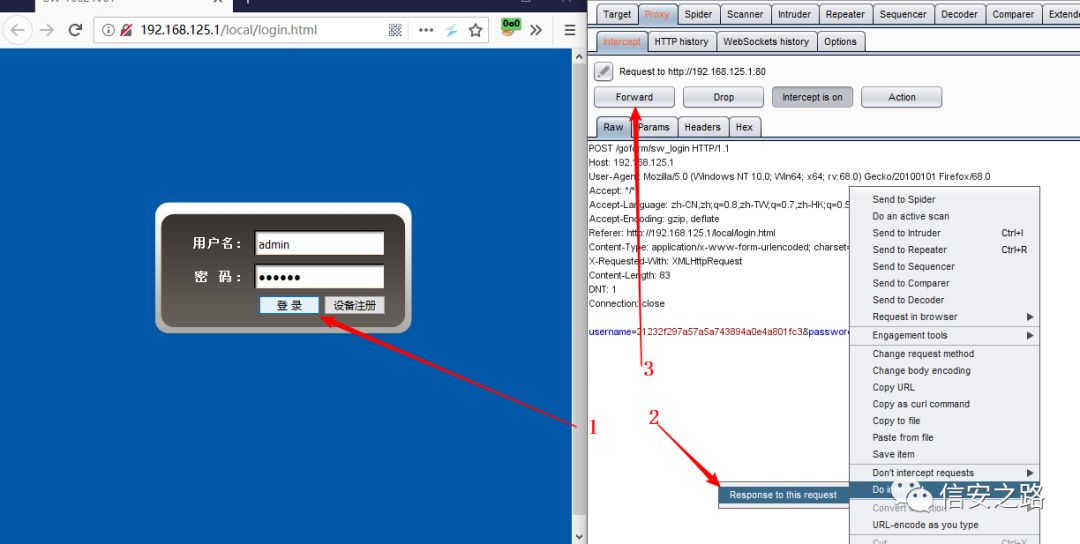 192.168.125.1/local/login.html
用户名：
admin
密 码：
登 录
设备注册
1
Target
Proxy
Spider
Scanner
Intruder
Repeater
Sequencer
Decoder
Comparer
Intercept
HTTP history
WebSockets history
Options
Request to http://192.168.125.1:80
Forward
Drop
Intercept is on
Action
Raw
Params
Headers
Hex
POST /goform/sw_login HTTP/1.1
Host: 192.168.125.1
User-Agent: Mozilla/5.0 (Windows NT 10.0; Win64; x64; rv:68.0) Gecko/20100101 Firefox/68.0
Accept: */*
Accept-Language: zh-CN,zh;q=0.8,zh-TW;q=0.7,zh-HK;q=0.5
Accept-Encoding: gzip, deflate
Referer: http://192.168.125.1/local/login.html
Content-Type: application/x-www-form-urlencoded; charset=
X-Requested-With: XMLHttpRequest
Content-Length: 83
DNT: 1
Connection: close
username=21232f297a57a5a743894a0e4a801fc3&password
3
2
Send to Spider
Do an active scan
Send to Intruder Ctrl+I
Send to Repeater Ctrl+R
Send to Sequencer
Send to Comparer
Send to Decoder
Request in browser
Engagement tools
Change request method
Change body encoding
Copy URL
Copy as curl command
Copy to file
Paste from file
Save item
Don't intercept requests
Do
Response to this request
信安之路
Convert
URL-encode as you type
Cut Ctrl+X